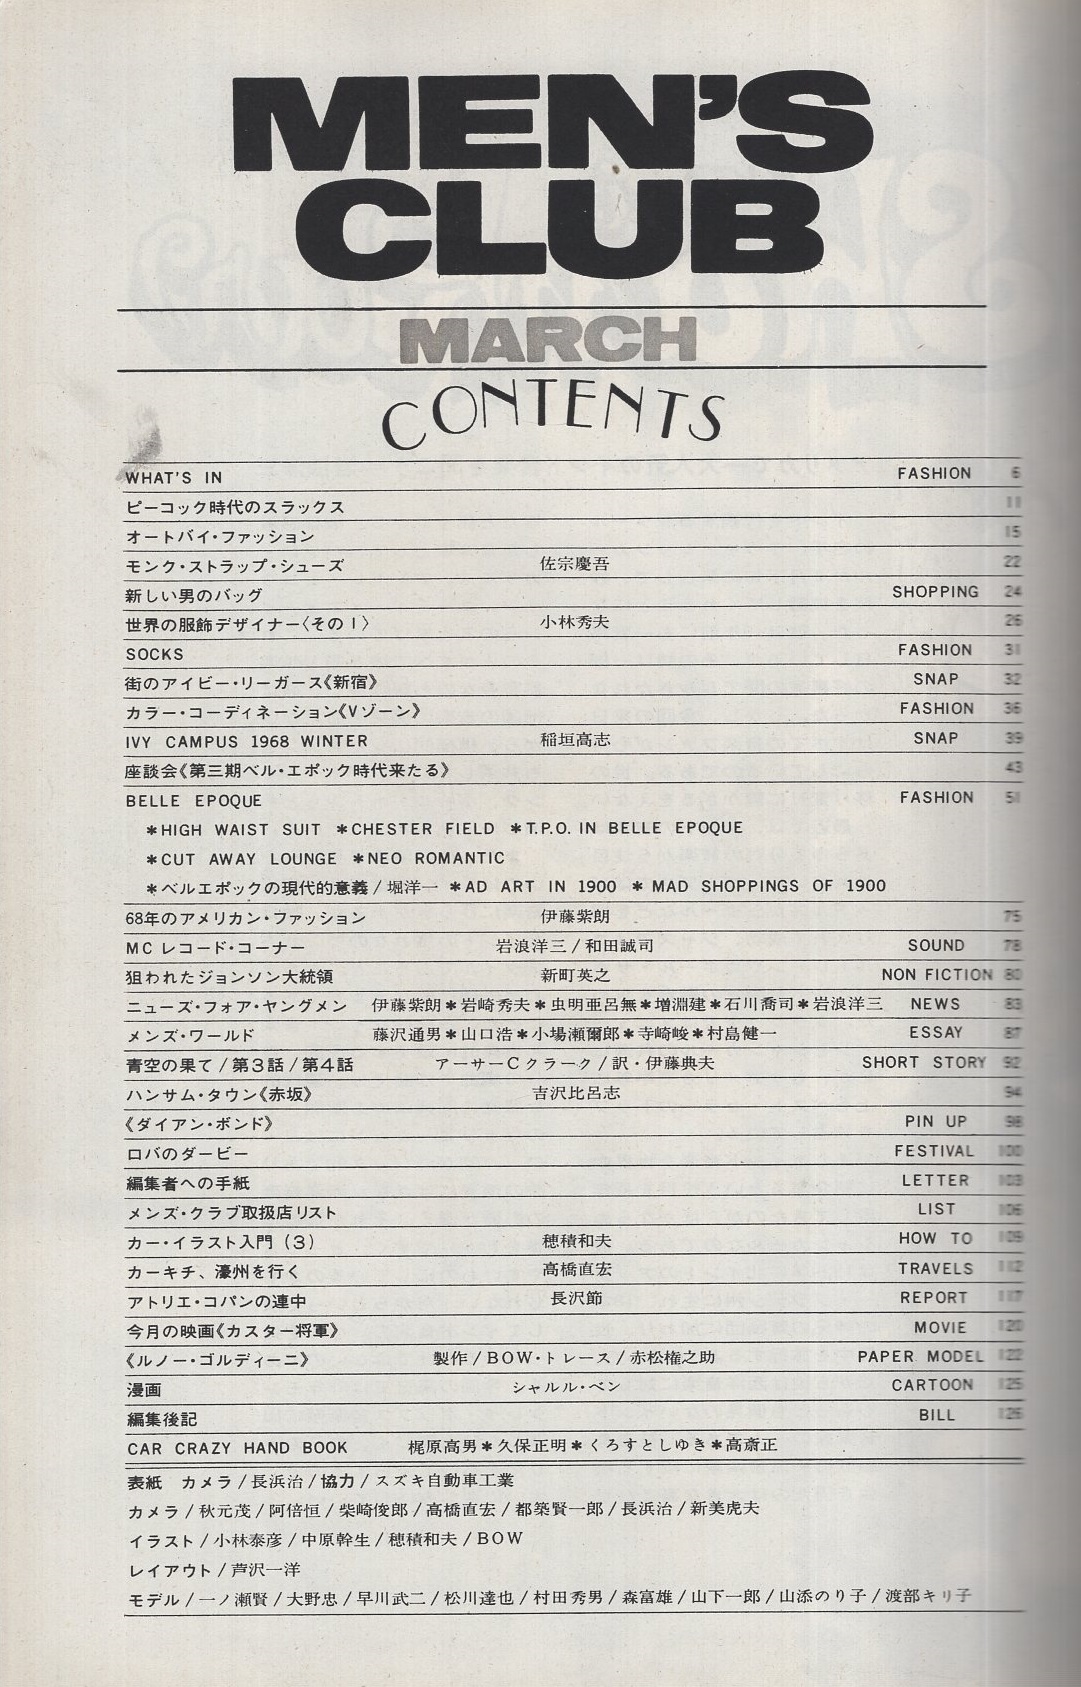 MEN'S
CLUB
MARCH
CONTENTS
WHAT'S IN FASHION 6
ピーコック時代のスラックス 11
オートバイ・ファッション 15
モンク・ストラップ・シューズ 佐宗慶吾 22
新しい男のバッグ SHOPPING 24
世界の服飾デザイナー〈その1〉 小林秀夫 26
SOCKS FASHION 31
街のアイビー・リーガース《新宿》 SNAP 32
カラー・コーディネーション《Vゾーン》 FASHION 36
IVY CAMPUS 1968 WINTER 稲垣高志 SNAP 39
座談会《第三期ベル・エポック時代来たる》 43
BELLE EPOQUE FASHION 51
＊HIGH WAIST SUIT ＊CHESTER FIELD ＊T.P.O. IN BELLE EPOQUE
＊CUT AWAY LOUNGE ＊NEO ROMANTIC
＊ベルエポックの現代的意義/堀洋一 ＊AD ART IN 1900 ＊MAD SHOPPINGS OF 1900
68年のアメリカン・ファッション 伊藤紫朗 75
MCレコード・コーナー 岩浪洋三/和田誠司 SOUND 78
狙われたジョンソン大統領 新町英之 NON FICTION 80
ニューズ・フォア・ヤングメン 伊藤紫朗＊岩崎秀夫＊虫明亜呂無＊増淵建＊石川喬司＊岩浪洋三 NEWS 83
メンズ・ワールド 藤沢通男＊山口浩＊小場瀬爾郎＊寺崎峻＊村島健一 ESSAY 87
青空の果て/第3話/第4話 アーサーCクラーク/訳・伊藤典夫 SHORT STORY 92
ハンサム・タウン《赤坂》 吉沢比呂志 94
《ダイアン・ボンド》 PIN UP 98
ロバのダービー FESTIVAL 100
編集者への手紙 LETTER 103
メンズ・クラブ取扱店リスト LIST 106
カー・イラスト入門（3） 穂積和夫 HOW TO 109
カーキチ、濠州を行く 高橋直宏 TRAVELS 112
アトリエ・コパンの連中 長沢節 REPORT 117
今月の映画《カスター将軍》 MOVIE 120
《ルノー・ゴルディーニ》 製作/BOW・トレース/赤松権之助 PAPER MODEL 122
漫画 シャルル・ベン CARTOON 125
編集後記 BILL 126
CAR CRAZY HAND BOOK 梶原高男＊久保正明＊くろすとしゆき＊高斎正
表紙 カメラ/長浜治/協力/スズキ自動車工業
カメラ/秋元茂/阿倍恒/柴崎俊郎/高橋直宏/都築賢一郎/長浜治/新美虎夫
イラスト/小林泰彦/中原幹生/穂積和夫/BOW
レイアウト/芦沢一洋
モデル/一ノ瀬賢/大野忠/早川武二/松川達也/村田秀男/森富雄/山下一郎/山添のり子/渡部キリ子